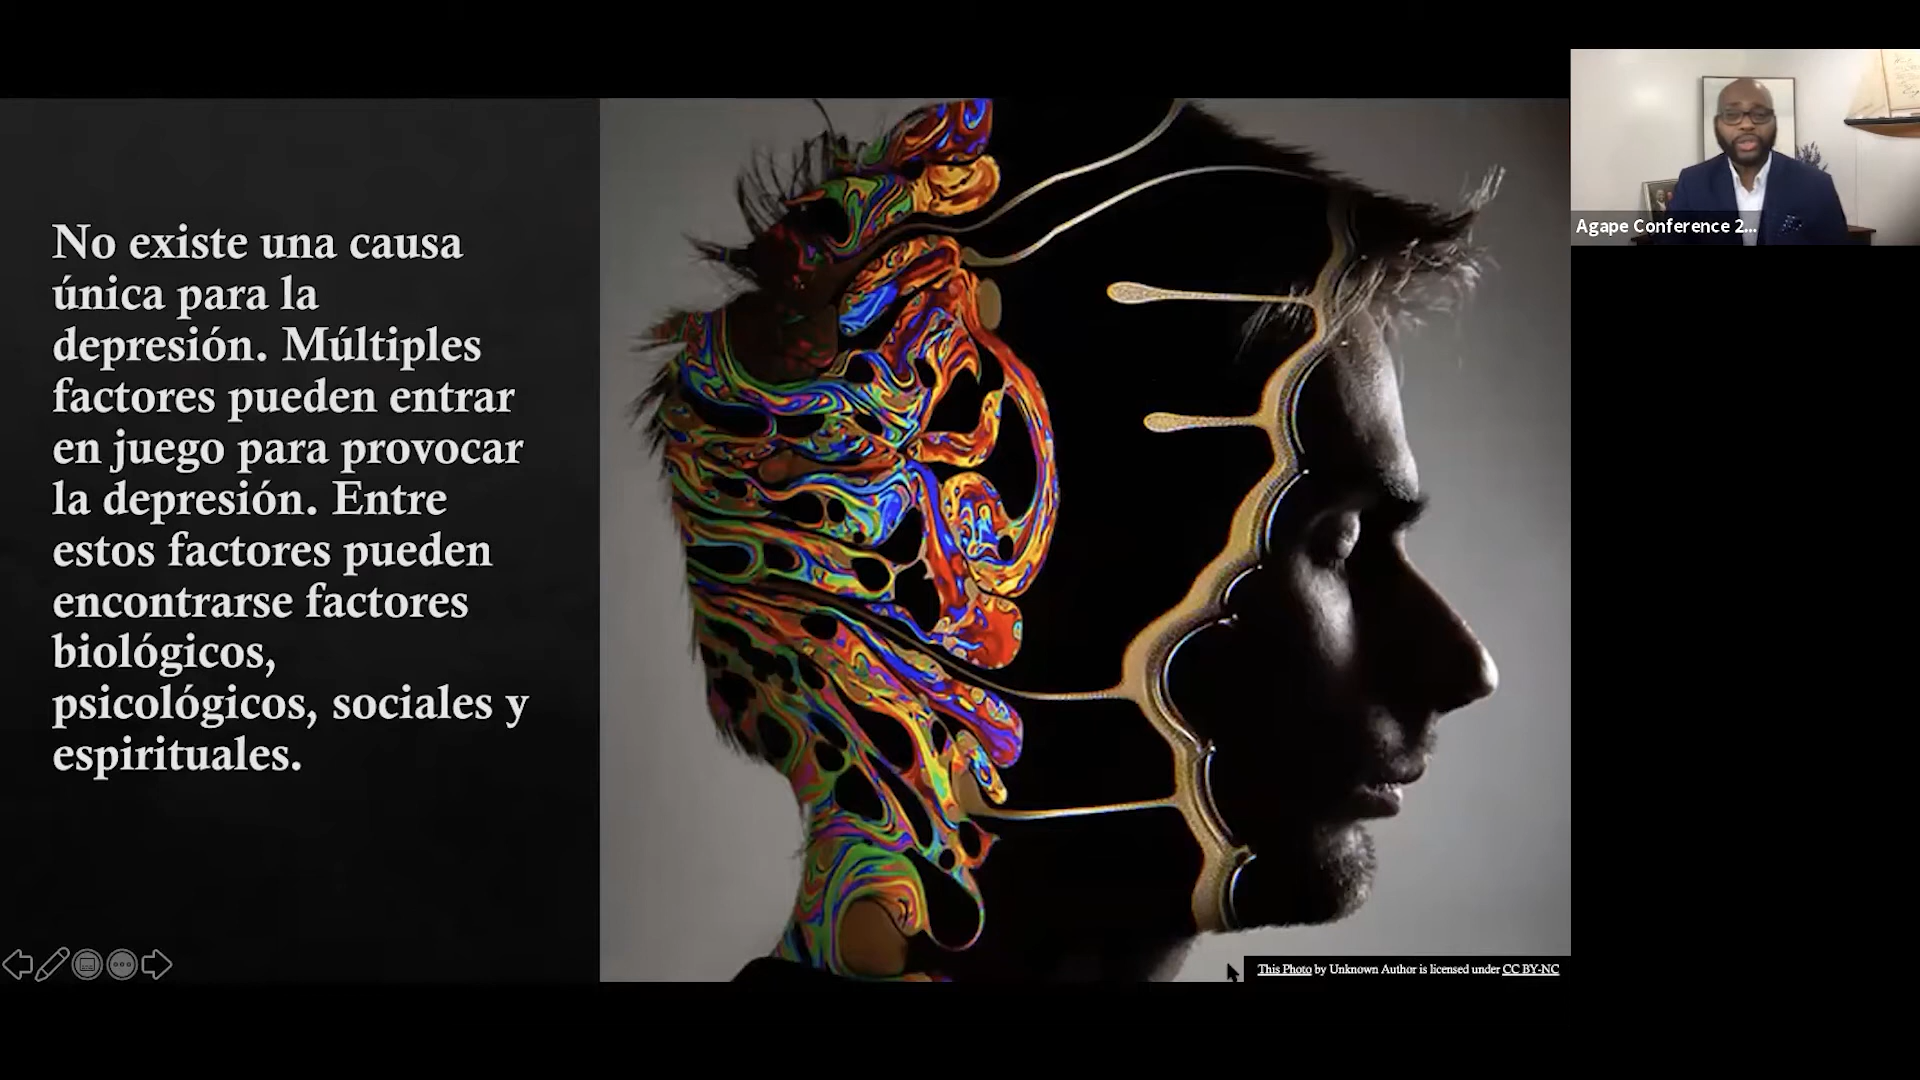 No existe una causa
única para la
depresión. Múltiples
factores pueden entrar
en juego para provocar
la depresión. Entre
estos factores pueden
encontrarse factores
biológicos,
psicológicos, sociales y
espirituales.
Agape Conference 2...
This Photo by Unknown Author is licensed under CC BY-NC